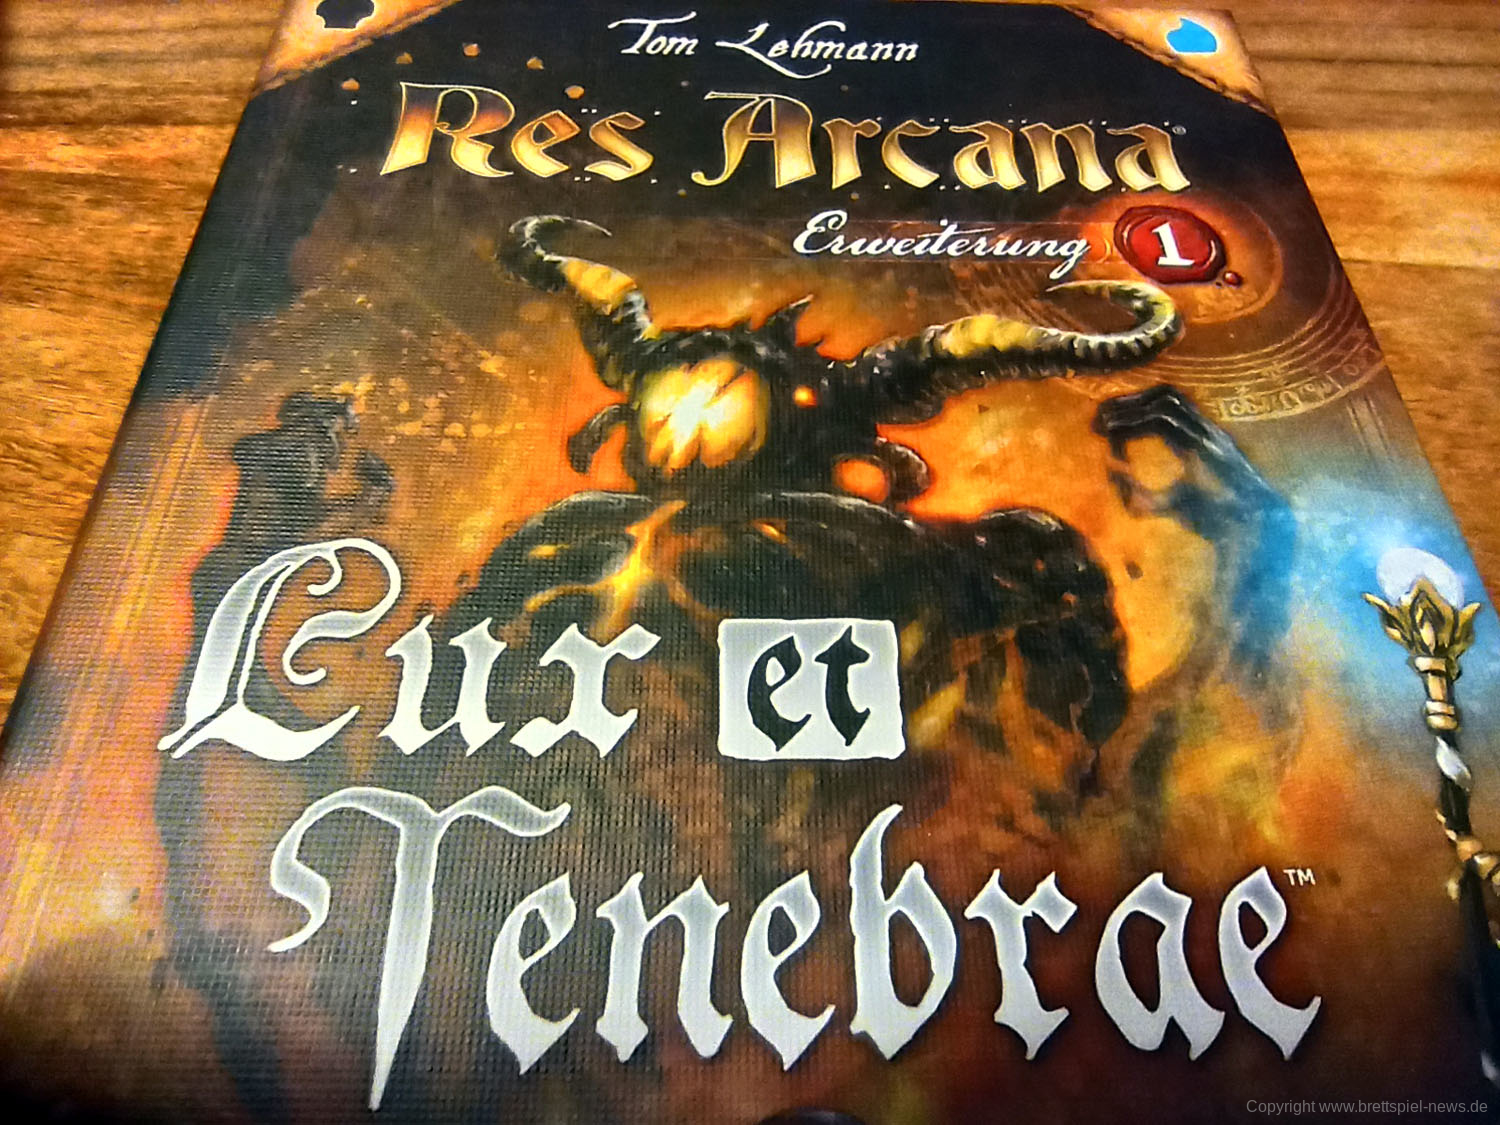 Tom Lehmann
Res Arcana®
Erweiterung 1
Lux et
Tenebrae™
Copyright www.brettspiel-news.de